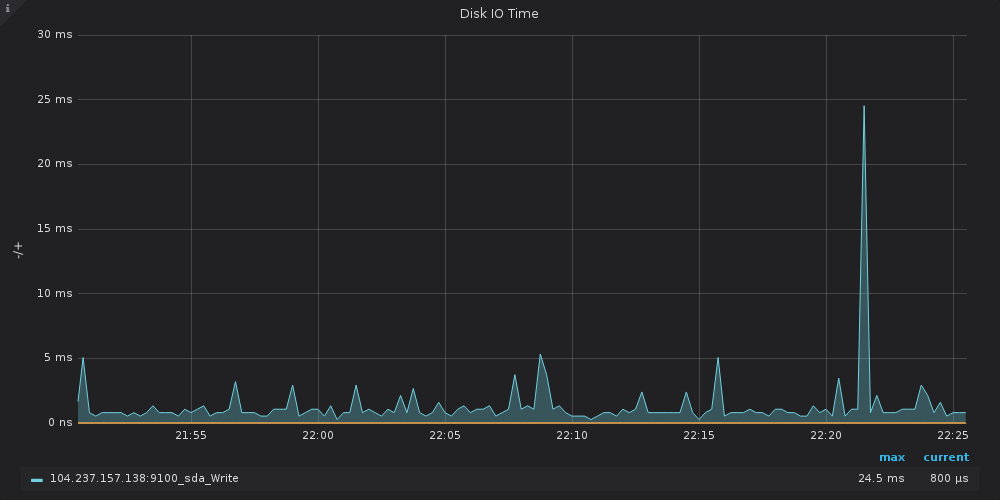 i
Disk IO Time
30 ms
25 ms
20 ms
15 ms
10 ms
5 ms
0 ns
-/+
21:55 22:00 22:05 22:10 22:15 22:20 22:25
max current
104.237.157.138:9100_sda_Write 24.5 ms 800 µs